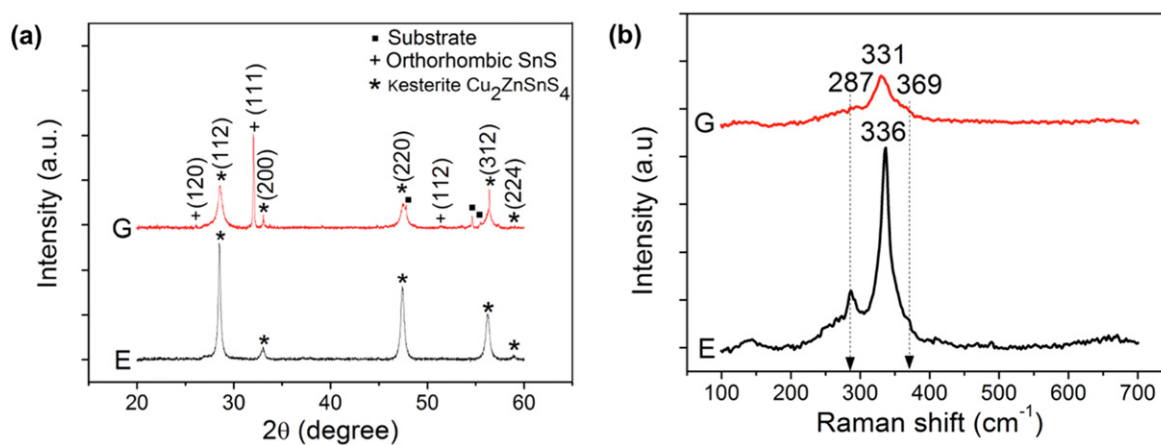 (a)
■ Substrate
+ Orthorhombic SnS
* Kesterite Cu₂ZnSnS₄
+(120)
*(112)
+(111)
*(200)
*(220)
■
+(112)
■
■
*(312)
*(224)
G
*
*
*
*
*
E
Intensity (a.u.)
20 30 40 50 60
2θ (degree)
(b)
331
287 369
G
336
E
Intensity (a.u)
100 200 300 400 500 600 700
Raman shift (cm⁻¹)